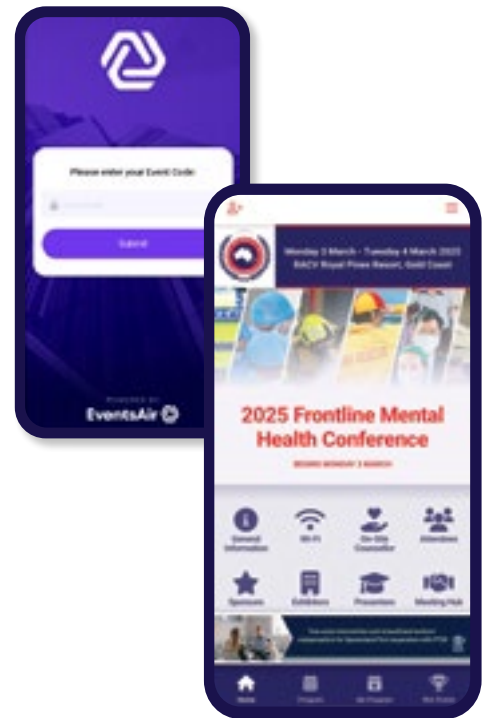 Please enter your Event Code
Submit
POWERED BY
EventsAir
Monday 3 March - Tuesday 4 March 2025
RACV Royal Pines Resort, Gold Coast
2025 Frontline Mental
Health Conference
BEGINS MONDAY 3 MARCH
General
Information
Wi-Fi
On-Site
Counsellor
Attendees
Sponsors
Exhibitors
Presenters
Meeting Hub
Home
Program